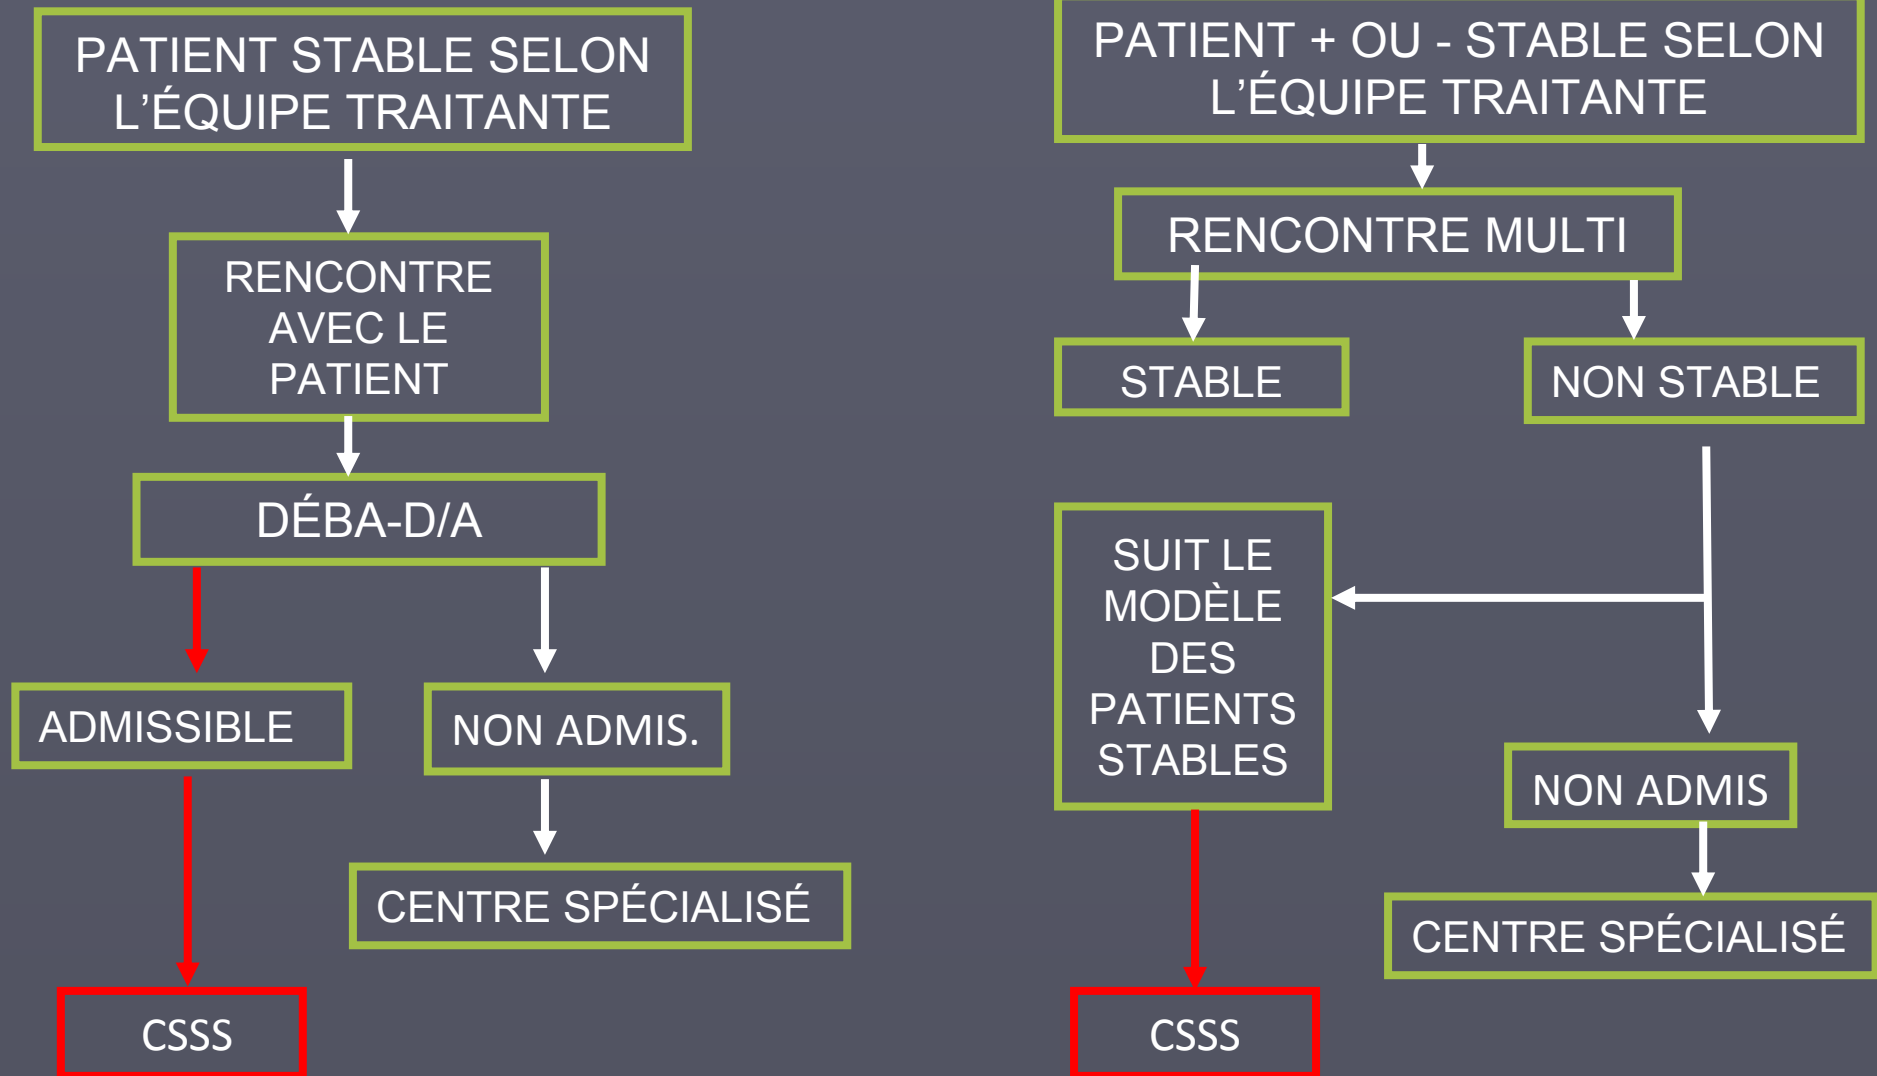 PATIENT STABLE SELON
L’ÉQUIPE TRAITANTE
RENCONTRE
AVEC LE
PATIENT
DÉBA-D/A
ADMISSIBLE
NON ADMIS.
CENTRE SPÉCIALISÉ
CSSS
PATIENT + OU - STABLE SELON
L’ÉQUIPE TRAITANTE
RENCONTRE MULTI
STABLE
NON STABLE
SUIT LE
MODÈLE
DES
PATIENTS
STABLES
NON ADMIS
CENTRE SPÉCIALISÉ
CSSS